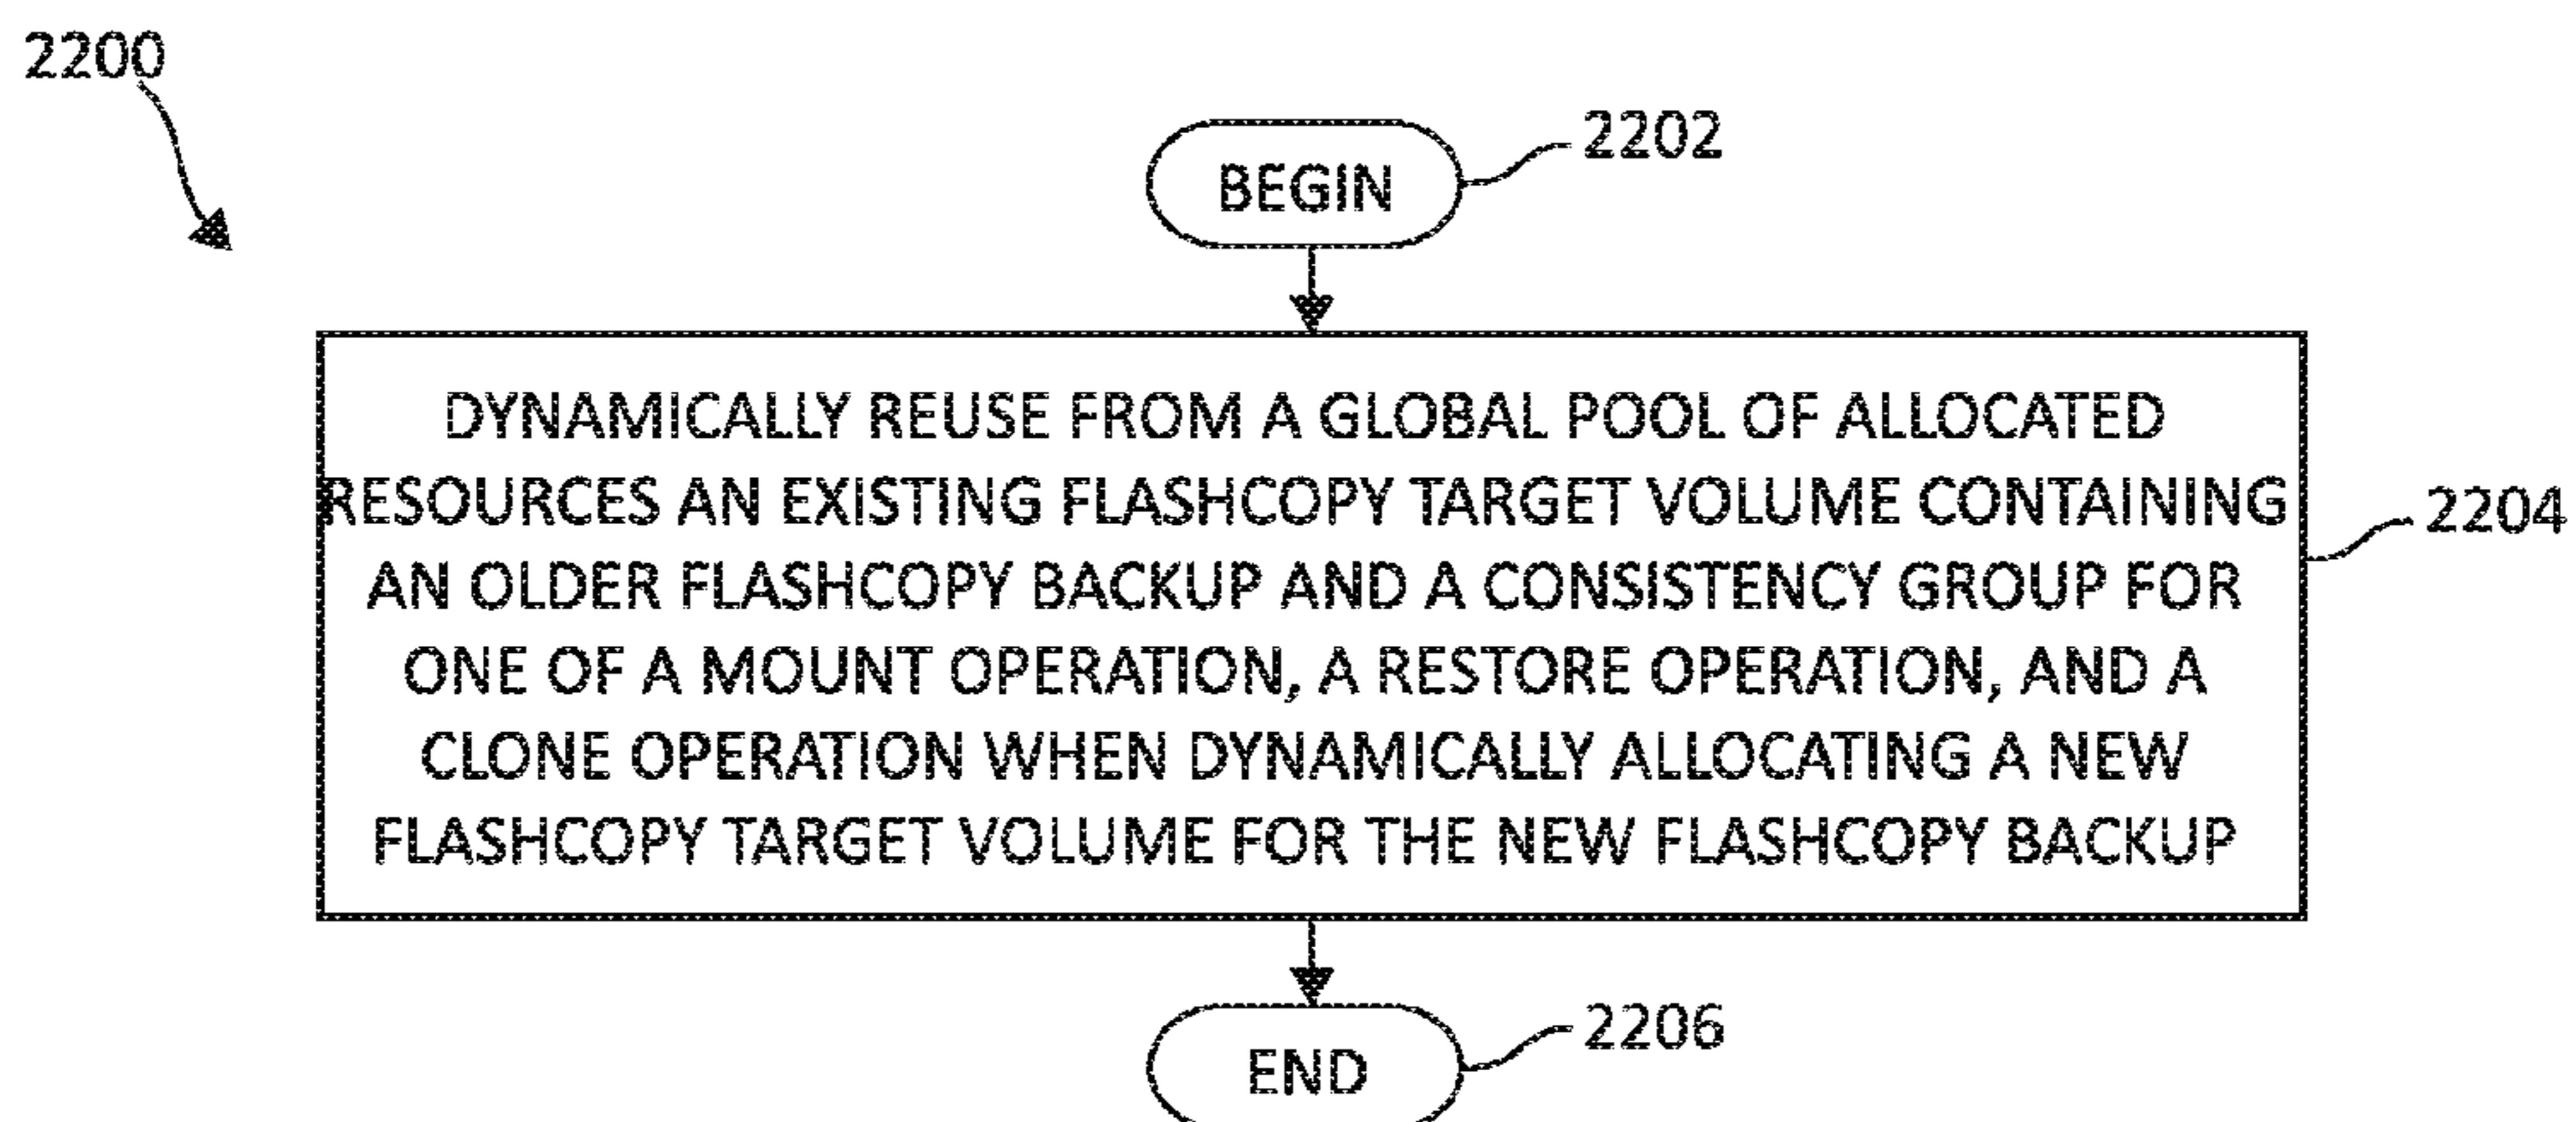 2200
2202
BEGIN
DYNAMICALLY REUSE FROM A GLOBAL POOL OF ALLOCATED
RESOURCES AN EXISTING FLASHCOPY TARGET VOLUME CONTAINING
2204
AN OLDER FLASHCOPY BACKUP AND A CONSISTENCY GROUP FOR
ONE OF A MOUNT OPERATION, A RESTORE OPERATION, AND A
CLONE OPERATION WHEN DYNAMICALLY ALLOCATING A NEW
FLASHCOPY TARGET VOLUME FOR THE NEW FLASHCOPY BACKUP
2206
END